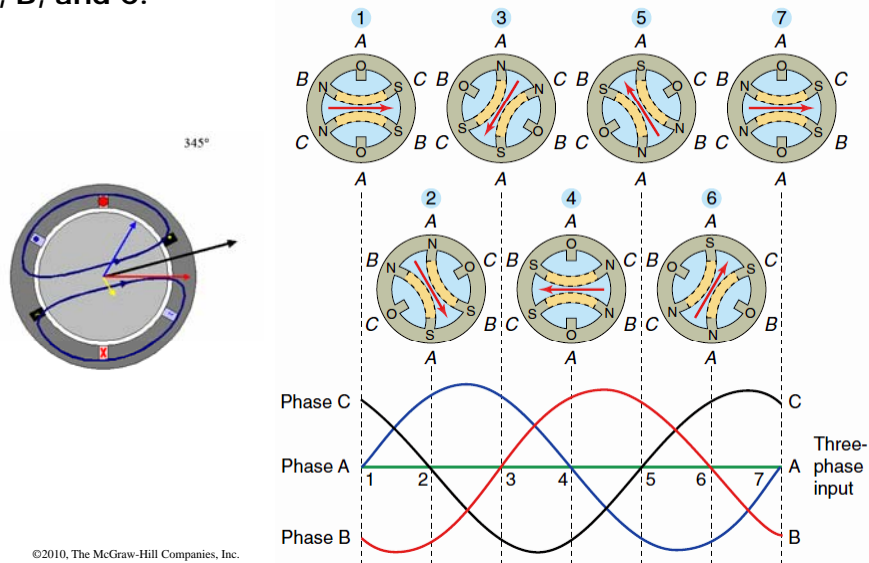 B, and C.
1 3 5 7
A A A A
O N S O
B N S C B O N C B S O C B N S C
C N S B C S O B C O N B C N S B
O S N O
A A A A
345°
2 4 6
A A A
N O S
B N O C B S N C B O S C
C O S B C S N B C N O B
S O N
A A A
X
Phase C
C
Phase A
A
1 2 3 4 5 6 7
Three-
phase
input
Phase B
B
©2010, The McGraw-Hill Companies, Inc.